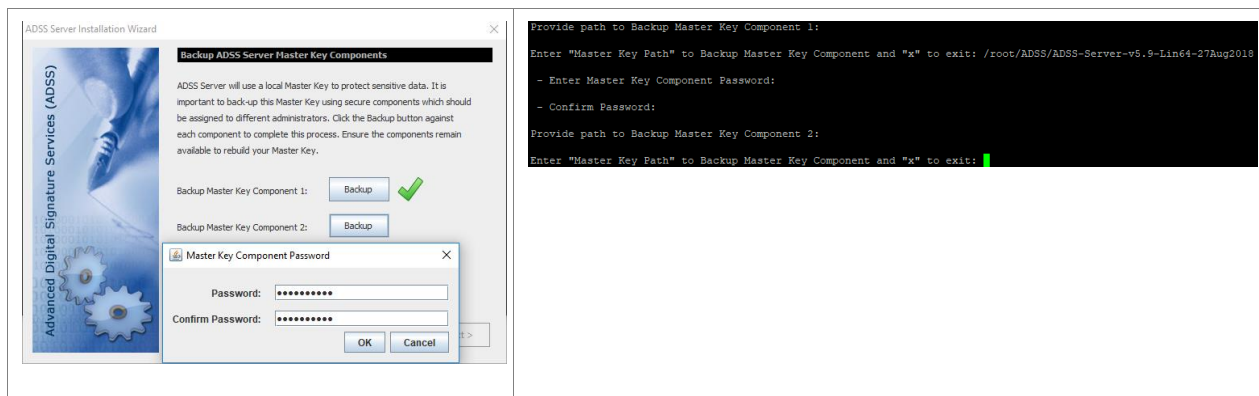 ADSS Server Installation Wizard
Backup ADSS Server Master Key Components
ADSS Server will use a local Master Key to protect sensitive data. It is
important to back-up this Master Key using secure components which should
be assigned to different administrators. Click the Backup button against
each component to complete this process. Ensure the components remain
available to rebuild your Master Key.
Backup Master Key Component 1: Backup
Backup Master Key Component 2: Backup
Advanced Digital Signature Services (ADSS)
Master Key Component Password
Password: ••••••••••
Confirm Password: ••••••••••
OK Cancel
Provide path to Backup Master Key Component 1:
Enter "Master Key Path" to Backup Master Key Component and "x" to exit: /root/ADSS/ADSS-Server-v5.9-Lin64-27Aug2018
- Enter Master Key Component Password:
- Confirm Password:
Provide path to Backup Master Key Component 2:
Enter "Master Key Path" to Backup Master Key Component and "x" to exit: